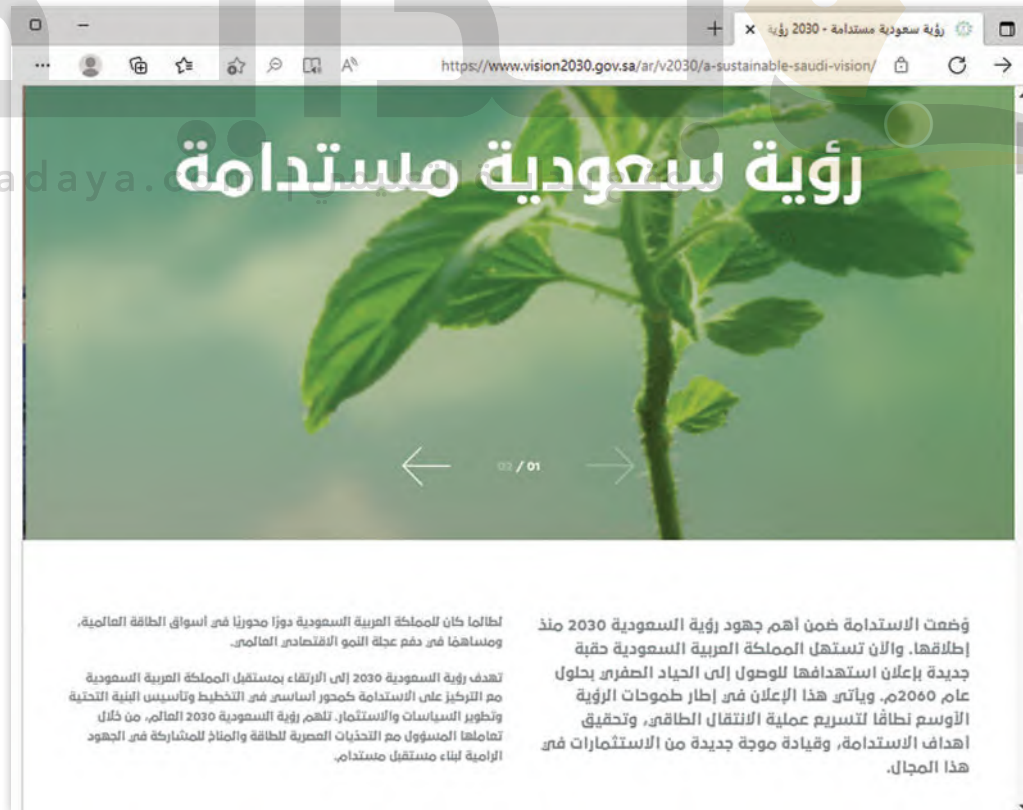 رؤية سعودية مستدامة - 2030 رؤية
https://www.vision2030.gov.sa/ar/v2030/a-sustainable-saudi-vision/
رؤية سعودية مستدامة
01 / 02
وُضعت الاستدامة ضمن أهم جهود رؤية السعودية 2030 منذ
إطلاقها. والآن تستهل المملكة العربية السعودية حقبة
جديدة بإعلان استهدافها للوصول إلى الحياد الصفري بحلول
عام 2060م. ويأتي هذا الإعلان في إطار طموحات الرؤية
الأوسع نطاقًا لتسريع عملية الانتقال الطاقي، وتحقيق
أهداف الاستدامة، وقيادة موجة جديدة من الاستثمارات في
هذا المجال.
لطالما كان للمملكة العربية السعودية دورًا محوريًا في أسواق الطاقة العالمية،
ومساهمًا في دفع عجلة النمو الاقتصادي العالمي.
تهدف رؤية السعودية 2030 إلى الارتقاء بمستقبل المملكة العربية السعودية
مع التركيز على الاستدامة كمحور أساسي في التخطيط وتأسيس البنية التحتية
وتطوير السياسات والاستثمار. تلهم رؤية السعودية 2030 العالم، من خلال
تعاملها المسؤول مع التحديات العصرية للطاقة والمناخ للمشاركة في الجهود
الرامية لبناء مستقبل مستدام.